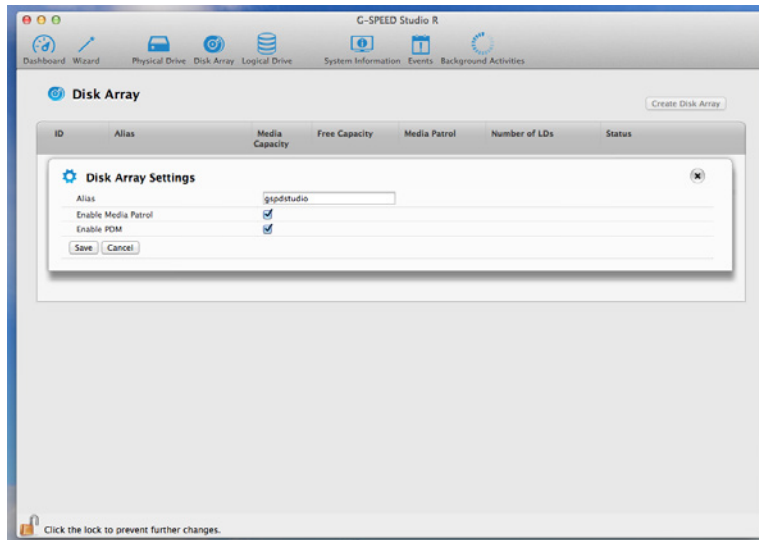 G-SPEED Studio R
Dashboard Wizard Physical Drive Disk Array Logical Drive System Information Events Background Activities
Disk Array
Create Disk Array
ID Alias Media Capacity Free Capacity Media Patrol Number of LDs Status
Disk Array Settings
Alias gspdstudio
Enable Media Patrol
Enable PDM
Save Cancel
Click the lock to prevent further changes.